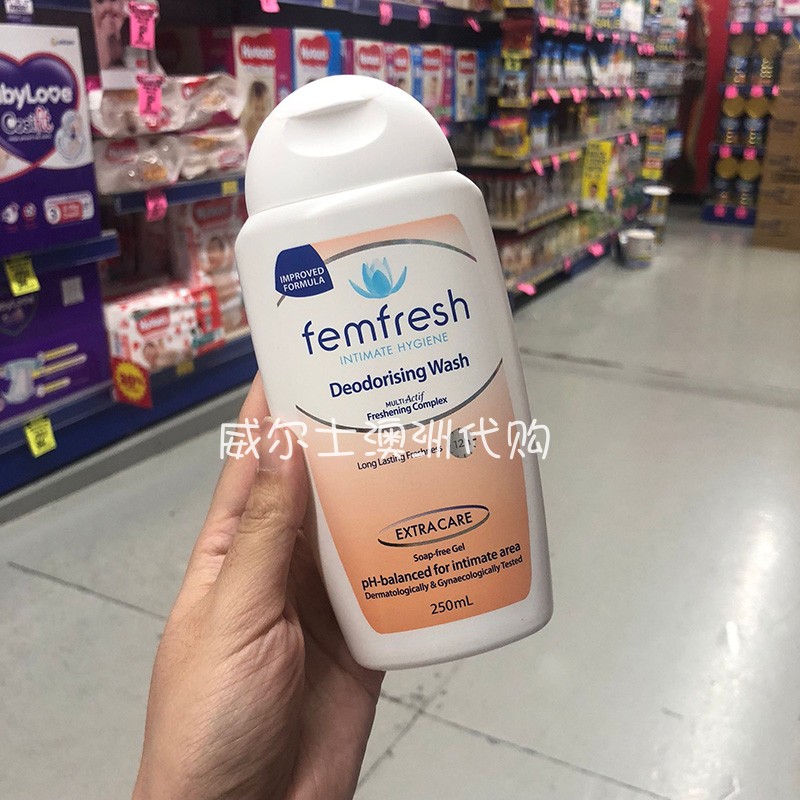 IMPROVED
FORMULA
femfresh
INTIMATE HYGIENE
Deodorising Wash
MULTI-Actif
Freshening Complex
威尔士澳洲代购
Long Lasting Freshness
EXTRA CARE
Soap-free Gel
pH-balanced for intimate area
Dermatologically & Gynaecologically Tested
250mL
Huggies